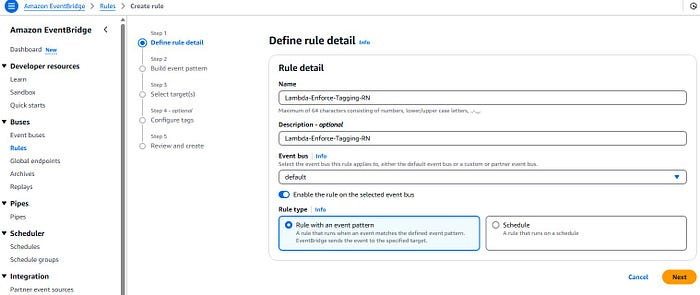 Amazon EventBridge > Rules > Create rule
Amazon EventBridge
Dashboard New
Developer resources
Learn
Sandbox
Quick starts
Buses
Event buses
Rules
Global endpoints
Archives
Replays
Pipes
Pipes
Scheduler
Schedules
Schedule groups
Integration
Partner event sources
Step 1
Define rule detail
Step 2
Build event pattern
Step 3
Select target(s)
Step 4 - optional
Configure tags
Step 5
Review and create
Define rule detail Info
Rule detail
Name
Lambda-Enforce-Tagging-RN
Maximum of 64 characters consisting of numbers, lower/upper case letters, .,-,_.
Description - optional
Lambda-Enforce-Tagging-RN
Event bus Info
Select the event bus this rule applies to, either the default event bus or a custom or partner event bus.
default
Enable the rule on the selected event bus
Rule type Info
Rule with an event pattern
A rule that runs when an event matches the defined event pattern.
EventBridge sends the event to the specified target.
Schedule
A rule that runs on a schedule
Cancel
Next